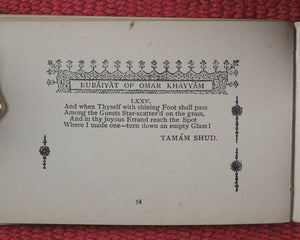 RUBÁIYÁT OF OMAR KHAYYÁM
LXXV.
And when Thyself with shining Foot shall pass
Among the Guests Star-scatter'd on the grass,
And in thy joyous Errand reach the Spot
Where I made one—turn down an empty Glass!
TAMÁM SHUD.
54